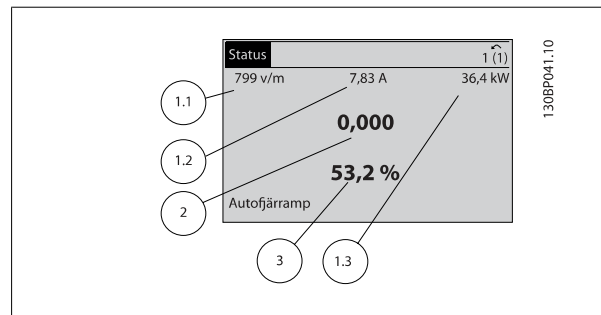 Status
1 (1)
799 v/m 7,83 A 36,4 kW
0,000
53,2 %
Autofjärramp
1.1
1.2
2
3
1.3
130BP041.10